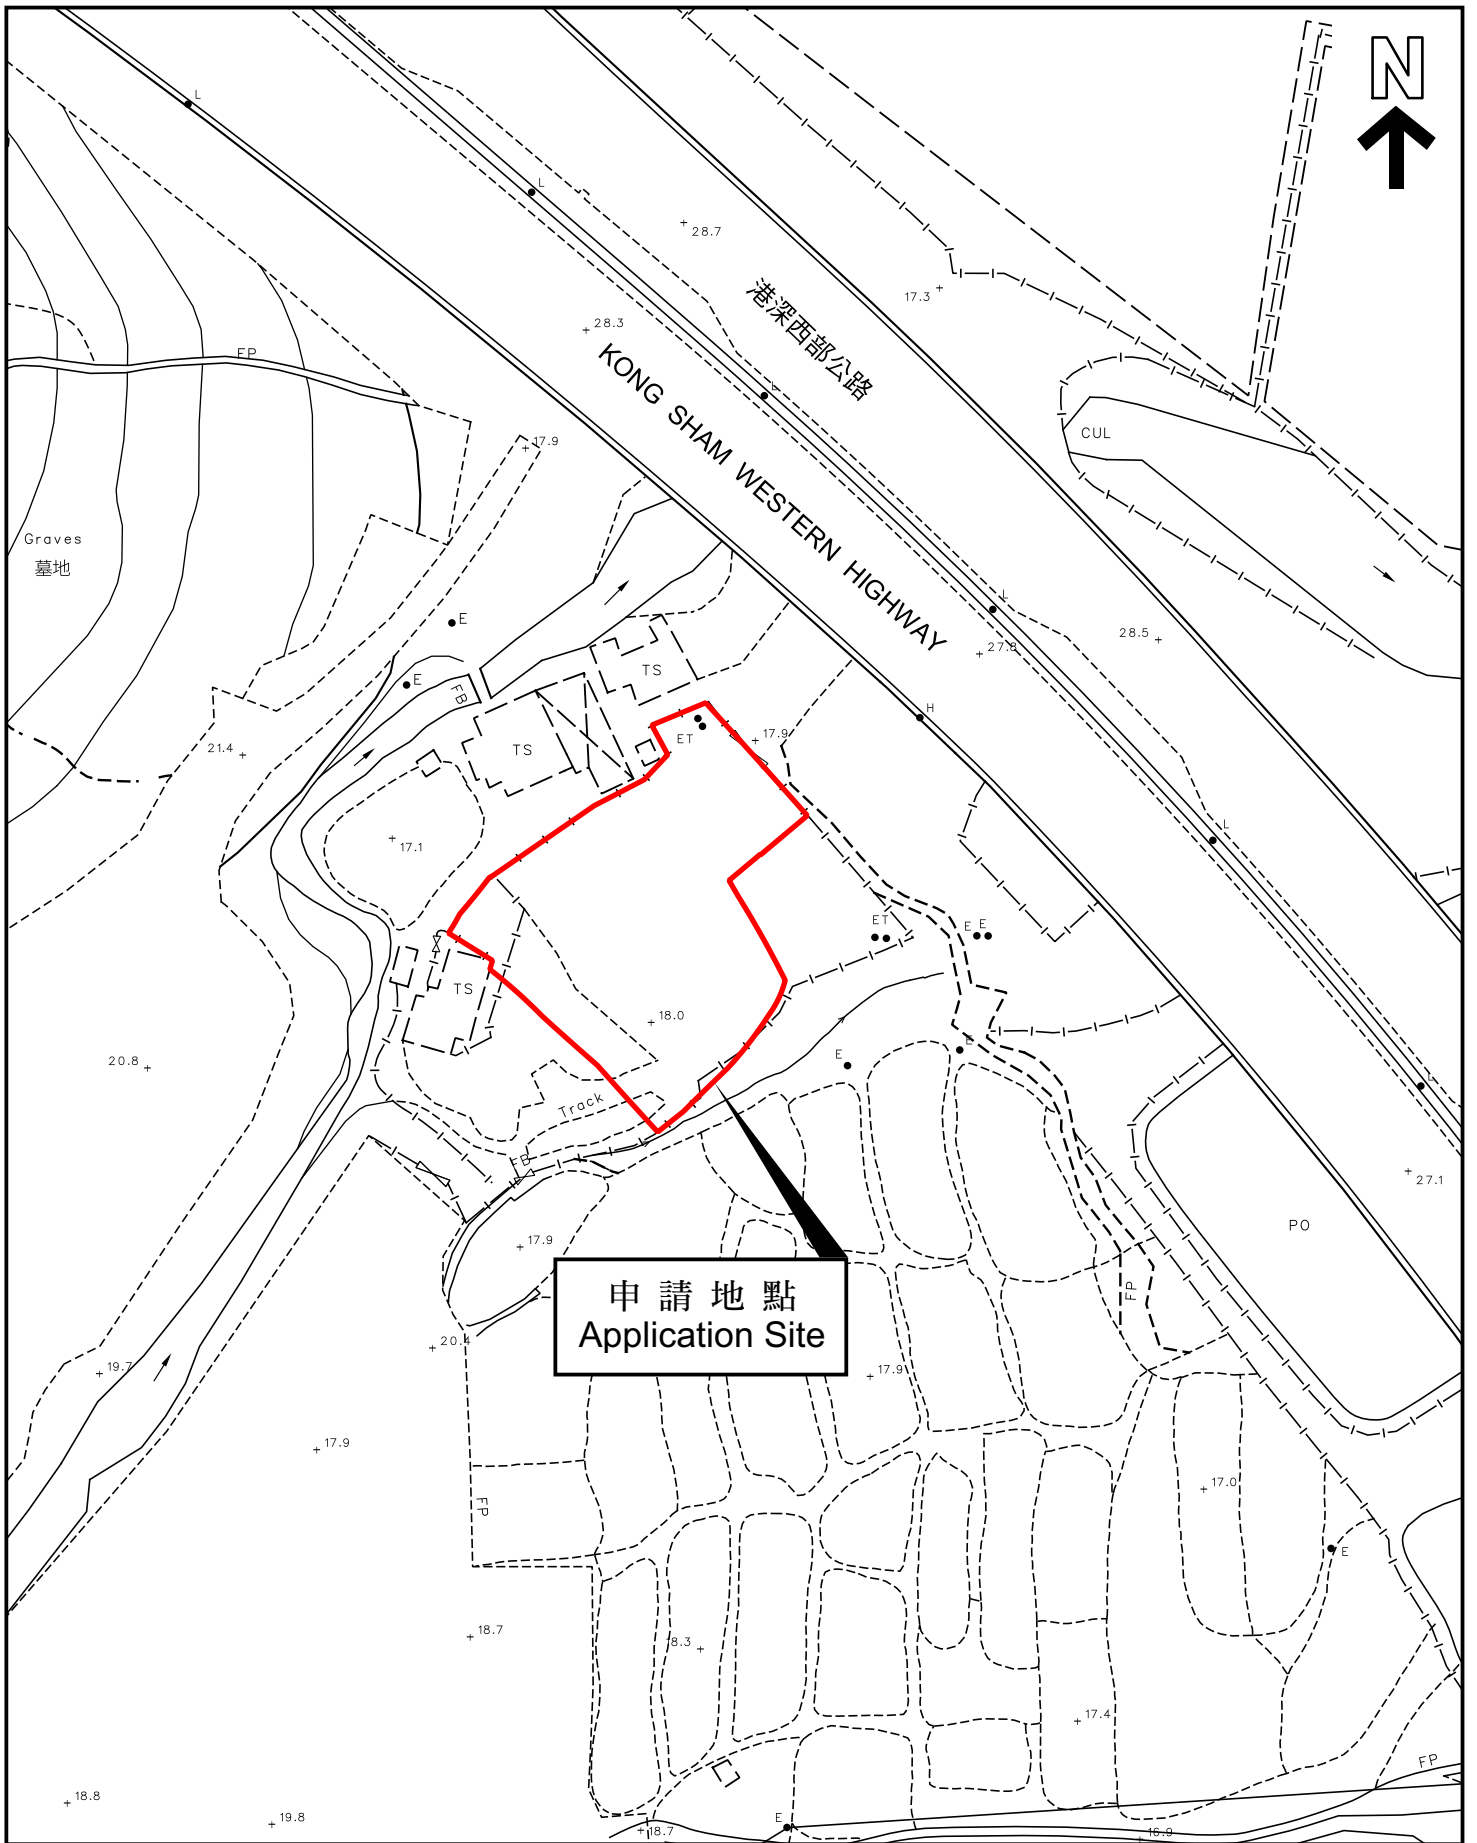 N
L
L
28.7
17.3
港深西部公路
28.3
KONG SHAM WESTERN HIGHWAY
FP
L
17.9
CUL
Graves
墓地
L
E
28.5
27.8
TS
E
FB
H
21.4
TS
ET
17.9
17.1
L
ET
E E
TS
18.0
20.8
E
E
L
Track
FB
27.1
17.9
PO
申請地點
Application Site
FP
20.4
19.7
17.9
17.9
17.0
FP
E
18.7
18.3
17.4
18.8
19.8
E
18.7
16.9
FP